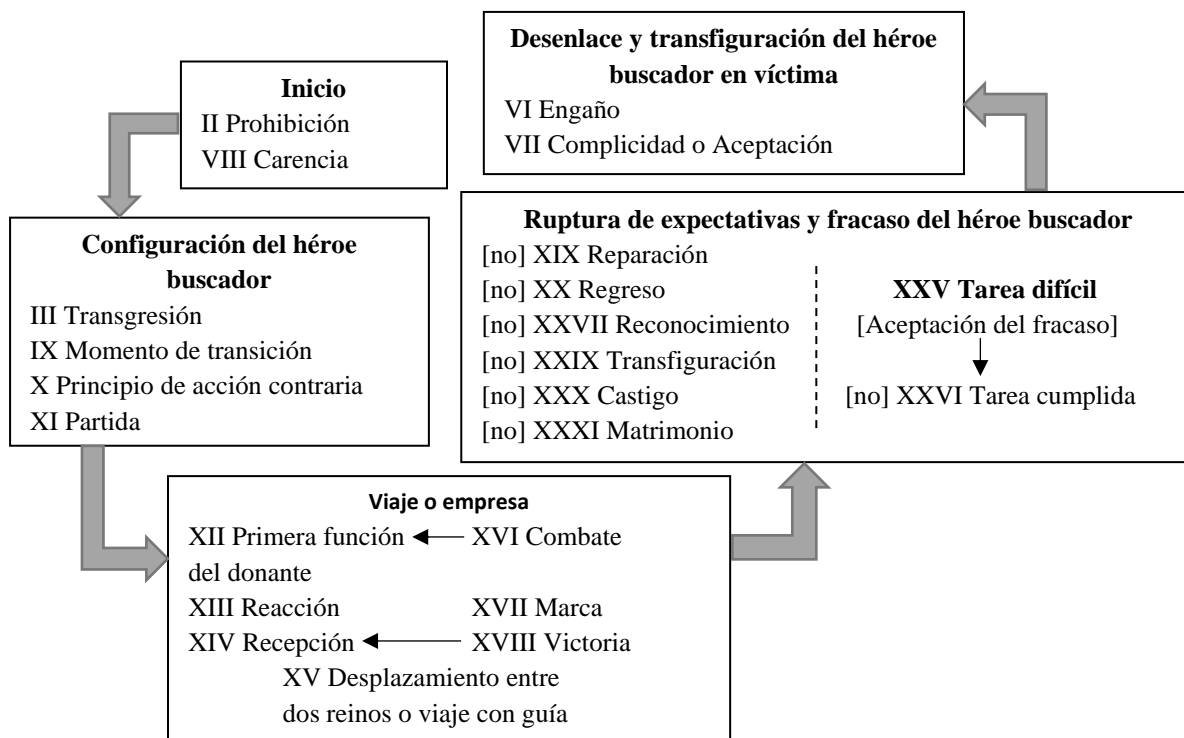 Inicio
II Prohibición
VIII Carencia
Configuración del héroe
buscador
III Transgresión
IX Momento de transición
X Principio de acción contraria
XI Partida
Viaje o empresa
XII Primera función
del donante
XVI Combate
XIII Reacción
XVII Marca
XIV Recepción
XVIII Victoria
XV Desplazamiento entre
dos reinos o viaje con guía
Ruptura de expectativas y fracaso del héroe buscador
[no] XIX Reparación
[no] XX Regreso
[no] XXVII Reconocimiento
[no] XXIX Transfiguración
[no] XXX Castigo
[no] XXXI Matrimonio
XXV Tarea difícil
[Aceptación del fracaso]
[no] XXVI Tarea cumplida
Desenlace y transfiguración del héroe
buscador en víctima
VI Engaño
VII Complicidad o Aceptación